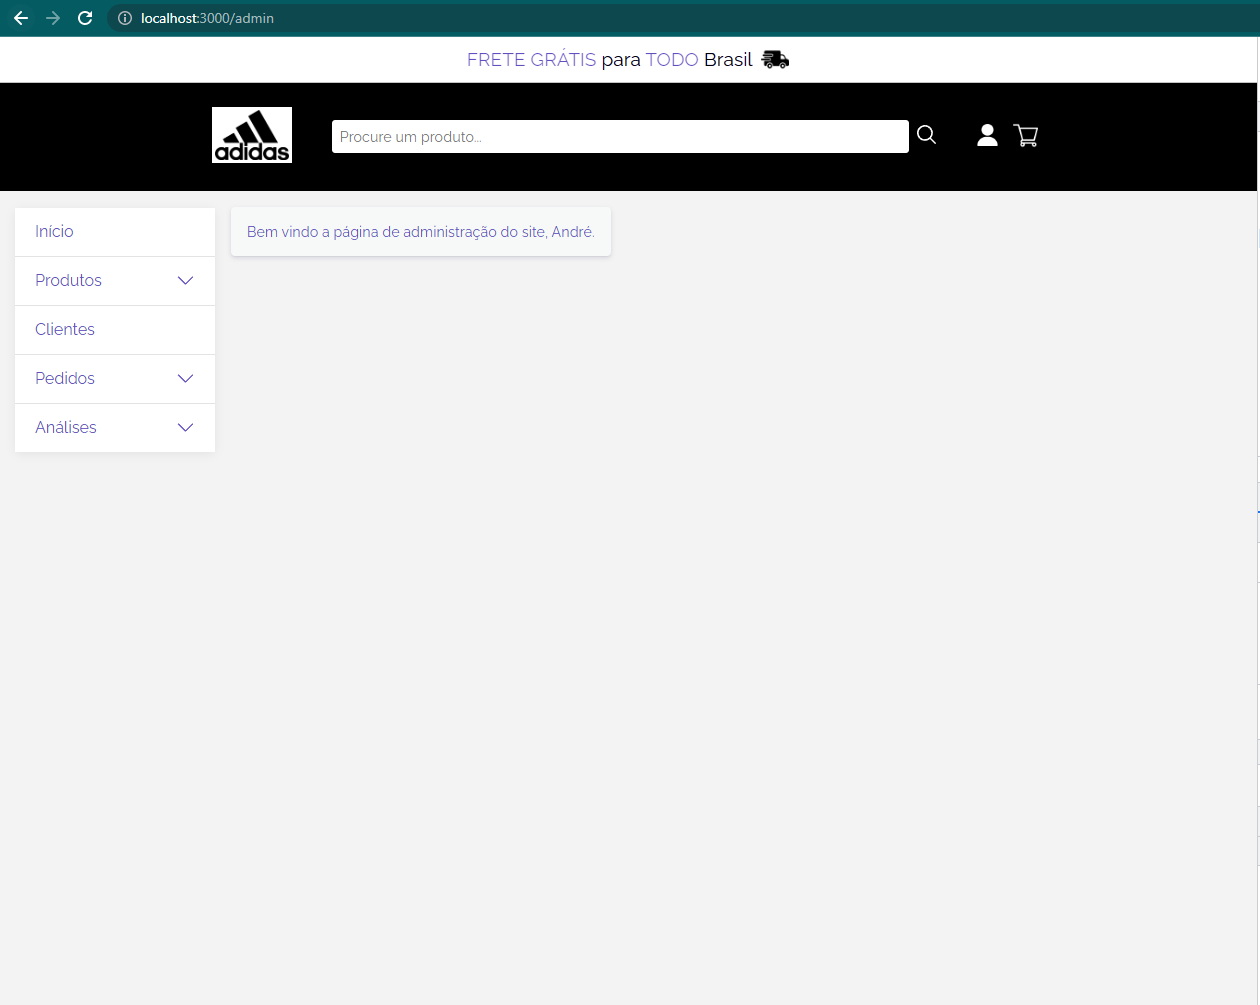 localhost:3000/admin
FRETE GRÁTIS para TODO Brasil
adidas
Procure um produto...
Início
Bem vindo a página de administração do site, André.
Produtos
Clientes
Pedidos
Análises